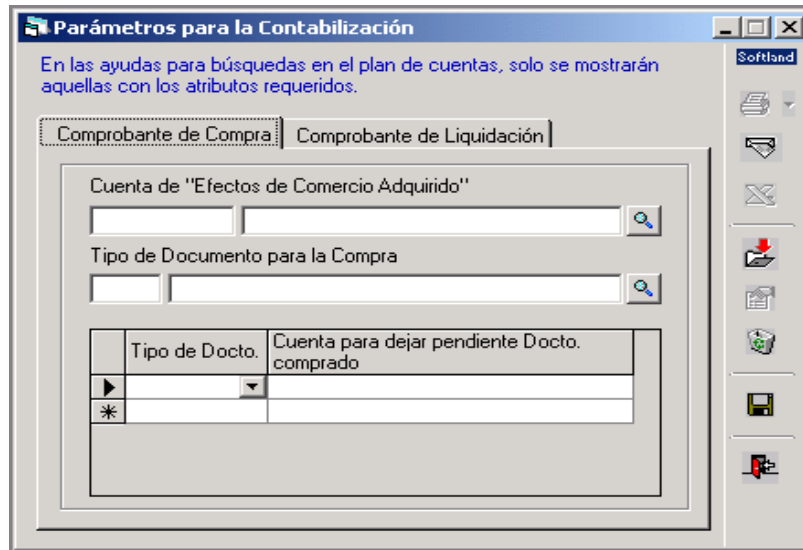 Parámetros para la Contabilización
En las ayudas para búsquedas en el plan de cuentas, solo se mostrarán
aquellas con los atributos requeridos.
Softland
Comprobante de Compra
Comprobante de Liquidación
Cuenta de "Efectos de Comercio Adquirido"
Tipo de Documento para la Compra
Tipo de Docto.
Cuenta para dejar pendiente Docto.
comprado